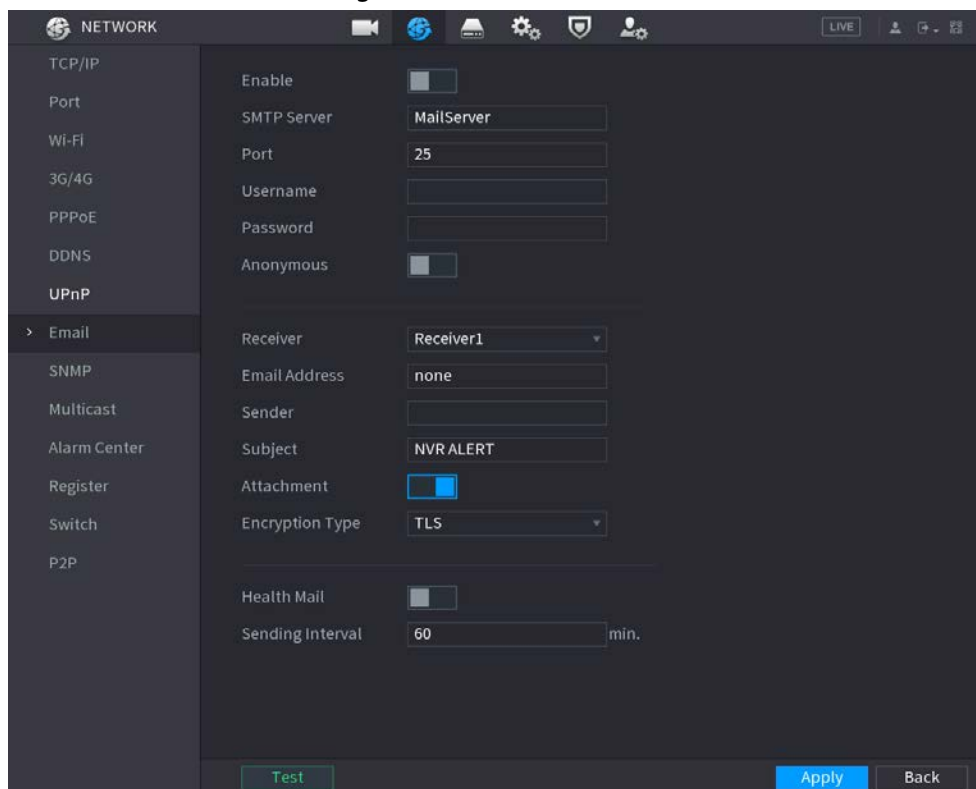 NETWORK
LIVE
TCP/IP
Port
Wi-Fi
3G/4G
PPPoE
DDNS
UPnP
Email
SNMP
Multicast
Alarm Center
Register
Switch
P2P
Enable
SMTP Server MailServer
Port 25
Username
Password
Anonymous
Receiver Receiver1
Email Address none
Sender
Subject NVR ALERT
Attachment
Encryption Type TLS
Health Mail
Sending Interval 60 min.
Test Apply Back